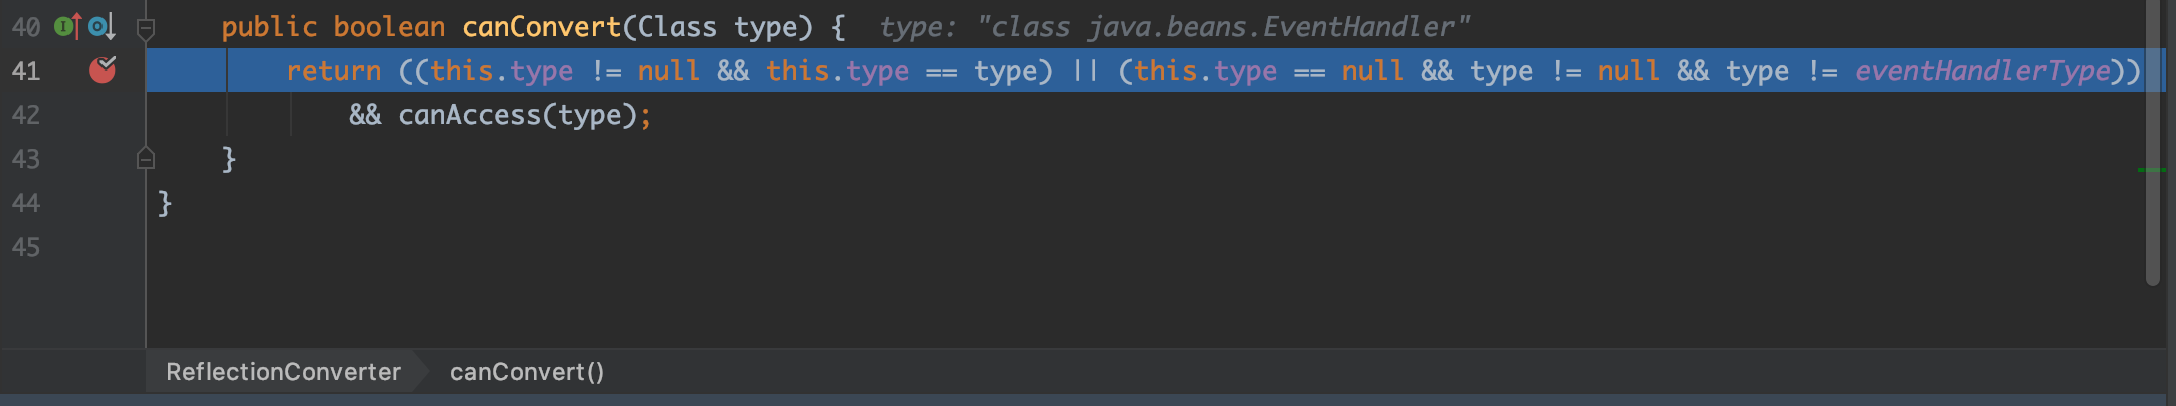 40 public boolean canConvert(Class type) { type: "class java.beans.EventHandler"
41 return ((this.type != null && this.type == type) || (this.type == null && type != null && type != eventHandlerType))
42 && canAccess(type);
43 }
44 }
45
ReflectionConverter canConvert()